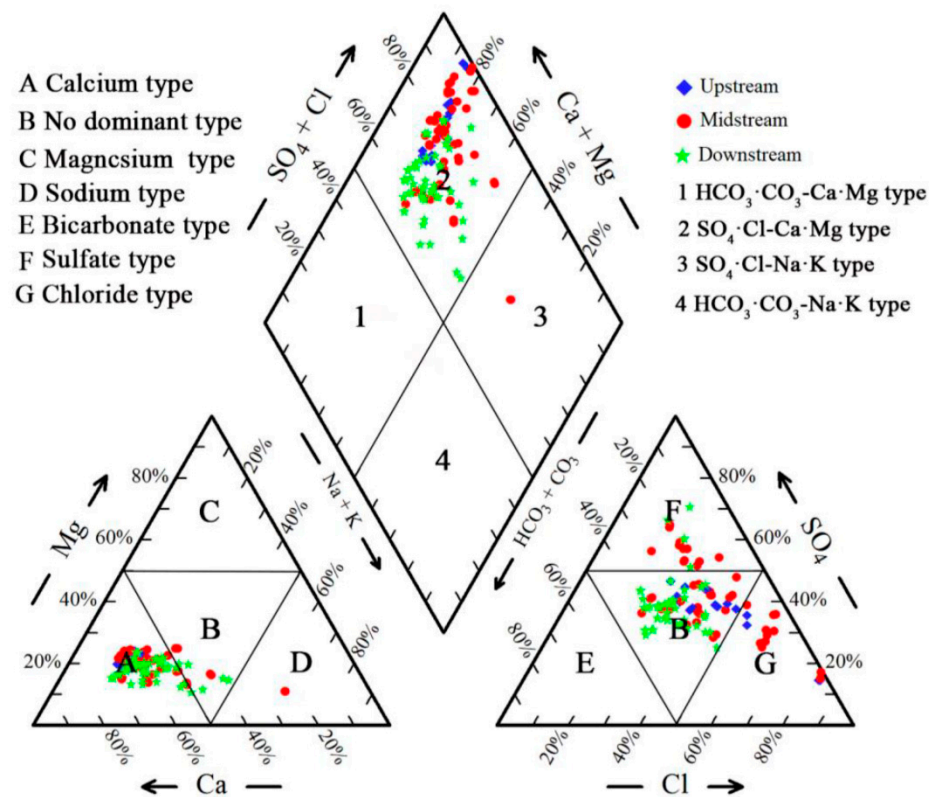 A Calcium type
B No dominant type
C Magncsium type
D Sodium type
E Bicarbonate type
F Sulfate type
G Chloride type
Upstream
Midstream
Downstream
1 HCO₃·CO₃-Ca·Mg type
2 SO₄·Cl-Ca·Mg type
3 SO₄·Cl-Na·K type
4 HCO₃·CO₃-Na·K type
SO₄ + Cl
80%
60%
40%
20%
Ca + Mg
80%
60%
40%
20%
1
2
3
4
Na + K
HCO₃ + CO₃
Mg
80%
60%
40%
20%
20%
40%
60%
80%
C
B
A
D
80%
60%
40%
20%
Ca
20%
40%
60%
80%
80%
60%
40%
20%
SO₄
F
B
E
G
20%
40%
60%
80%
Cl